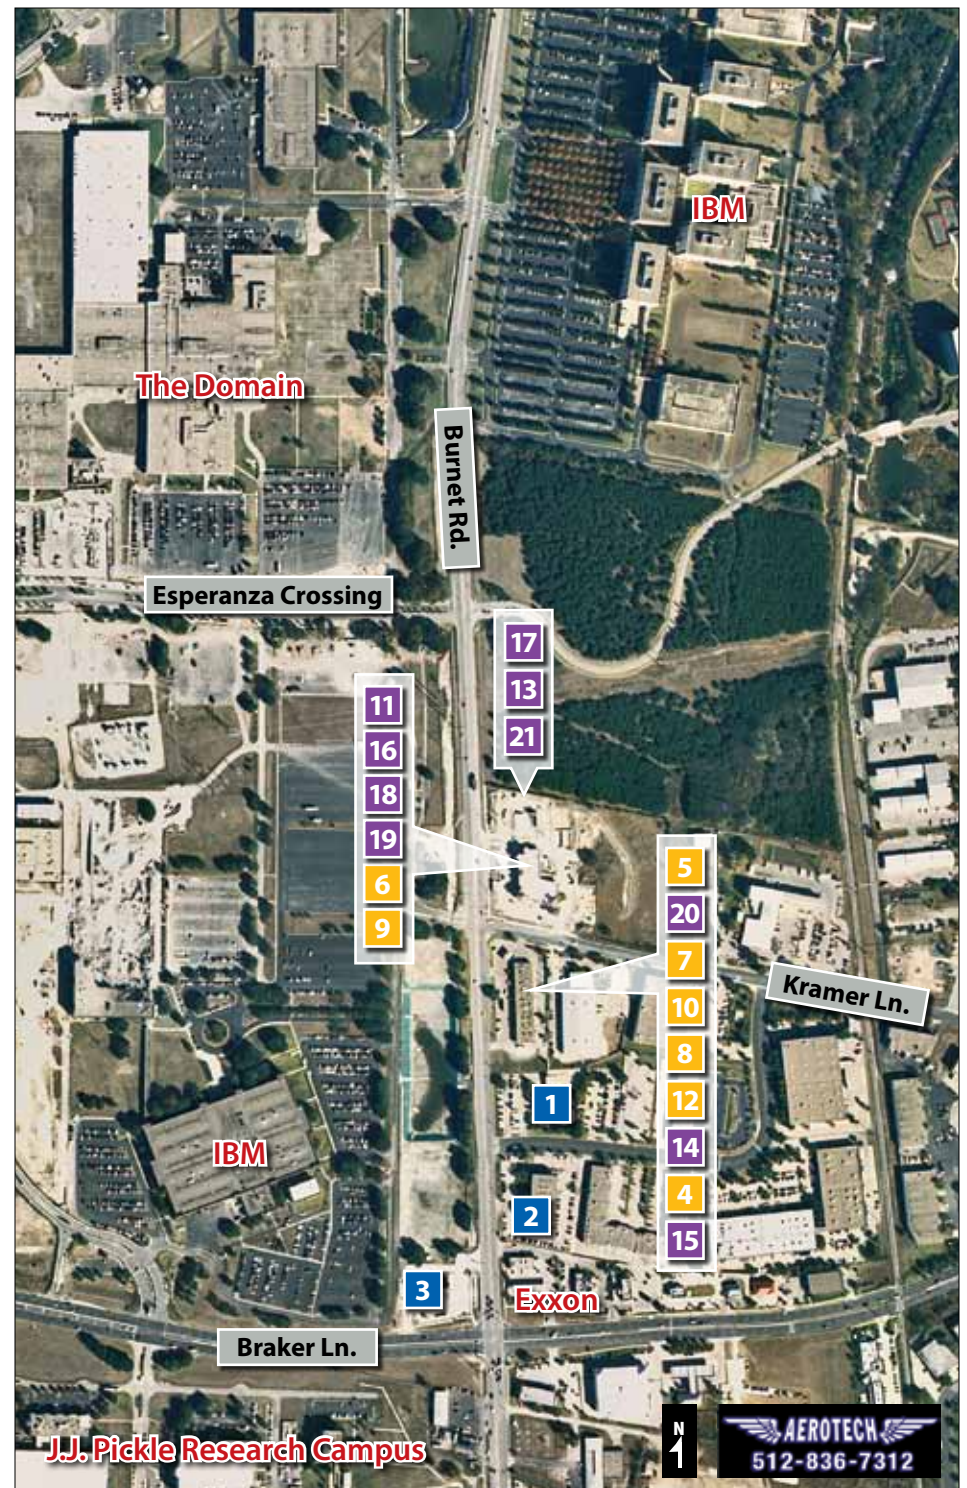 IBM
The Domain
Burnet Rd.
Esperanza Crossing
17
13
21
11
16
18
19
6
9
5
20
7
10
8
12
14
4
15
Kramer Ln.
1
IBM
2
3
Exxon
Braker Ln.
J.J. Pickle Research Campus
N
AEROTECH
512-836-7312